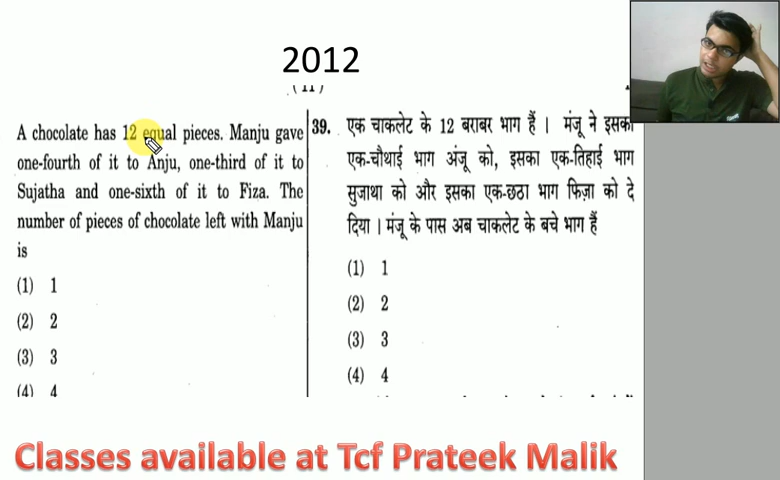 2012
(11)
A chocolate has 12 equal pieces. Manju gave
one-fourth of it to Anju, one-third of it to
Sujatha and one-sixth of it to Fiza. The
number of pieces of chocolate left with Manju
is
(1) 1
(2) 2
(3) 3
(4) 4
39. एक चाकलेट के 12 बराबर भाग हैं । मंजू ने इसका
एक-चौथाई भाग अंजू को, इसका एक-तिहाई भाग
सुजाथा को और इसका एक-छठा भाग फिज़ा को दे
दिया । मंजू के पास अब चाकलेट के बचे भाग हैं
(1) 1
(2) 2
(3) 3
(4) 4
Classes available at Tcf Prateek Malik